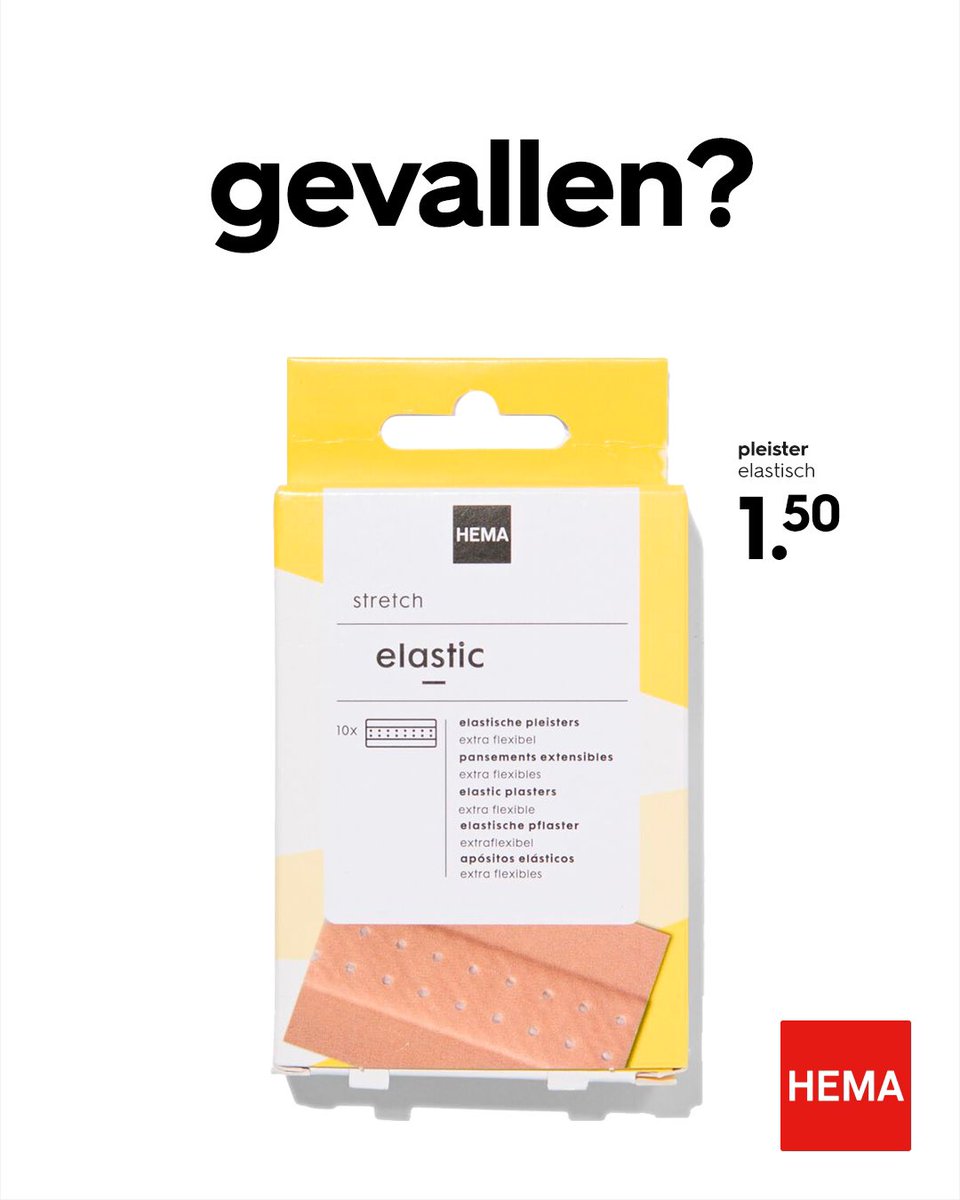 gevallen?
pleister
elastisch
1.50
HEMA
stretch
elastic
10x
elastische pleisters
extra flexibel
pansements extensibles
extra flexibles
elastic plasters
extra flexible
elastische pflaster
extraflexibel
apósitos elásticos
extra flexibles
HEMA